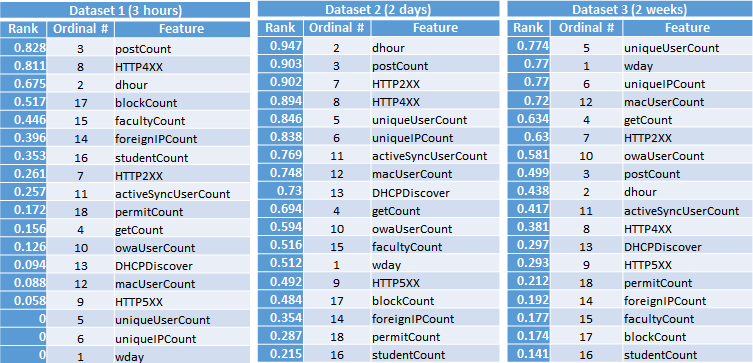 Dataset 1 (3 hours)
Rank Ordinal # Feature
0.828 3 postCount
0.811 8 HTTP4XX
0.675 2 dhour
0.517 17 blockCount
0.446 15 facultyCount
0.396 14 foreignIPCount
0.353 16 studentCount
0.261 7 HTTP2XX
0.257 11 activeSyncUserCount
0.172 18 permitCount
0.156 4 getCount
0.126 10 owaUserCount
0.094 13 DHCPDiscover
0.088 12 macUserCount
0.058 9 HTTP5XX
0 5 uniqueUserCount
0 6 uniqueIPCount
0 1 wday
Dataset 2 (2 days)
Rank Ordinal # Feature
0.947 2 dhour
0.903 3 postCount
0.902 7 HTTP2XX
0.894 8 HTTP4XX
0.846 5 uniqueUserCount
0.838 6 uniqueIPCount
0.769 11 activeSyncUserCount
0.748 12 macUserCount
0.73 13 DHCPDiscover
0.694 4 getCount
0.594 10 owaUserCount
0.516 15 facultyCount
0.512 1 wday
0.492 9 HTTP5XX
0.484 17 blockCount
0.354 14 foreignIPCount
0.287 18 permitCount
0.215 16 studentCount
Dataset 3 (2 weeks)
Rank Ordinal # Feature
0.774 5 uniqueUserCount
0.77 1 wday
0.77 6 uniqueIPCount
0.72 12 macUserCount
0.634 4 getCount
0.63 7 HTTP2XX
0.581 10 owaUserCount
0.499 3 postCount
0.438 2 dhour
0.417 11 activeSyncUserCount
0.381 8 HTTP4XX
0.297 13 DHCPDiscover
0.293 9 HTTP5XX
0.212 18 permitCount
0.192 14 foreignIPCount
0.177 15 facultyCount
0.174 17 blockCount
0.141 16 studentCount